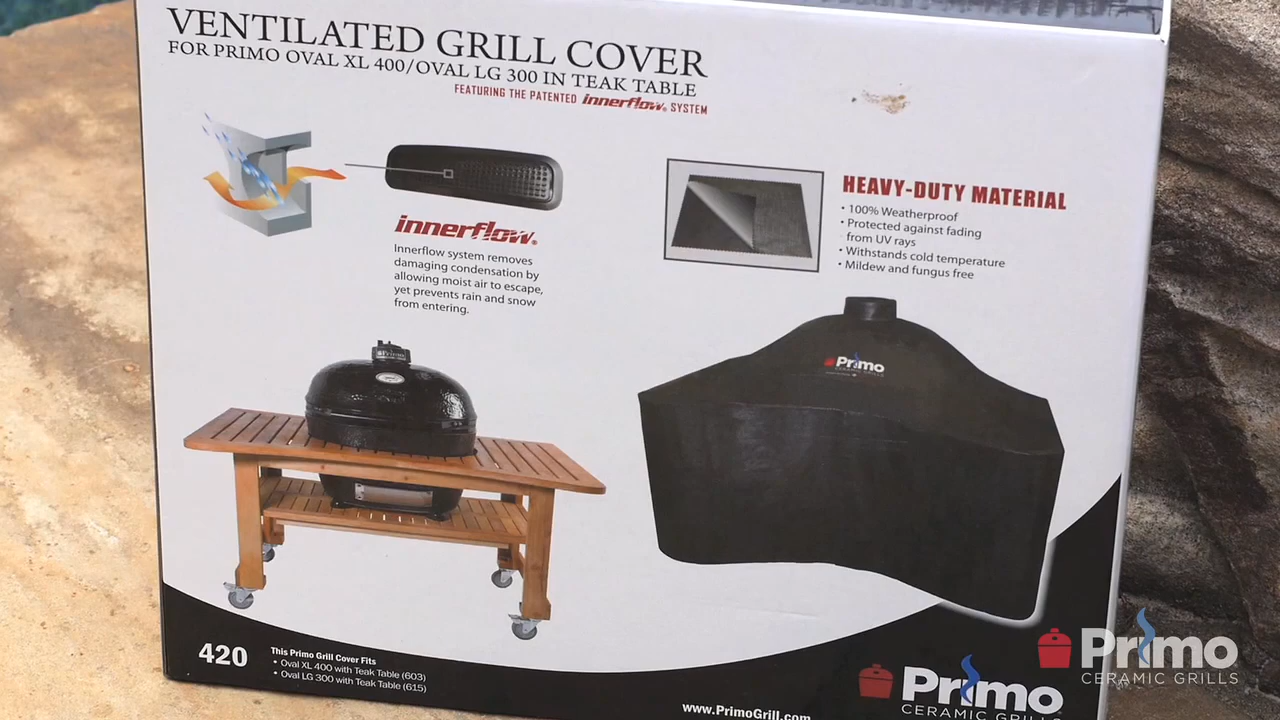 VENTILATED GRILL COVER
FOR PRIMO OVAL XL 400/OVAL LG 300 IN TEAK TABLE
FEATURING THE PATENTED innerflow® SYSTEM
innerflow®
Innerflow system removes
damaging condensation by
allowing moist air to escape,
yet prevents rain and snow
from entering.
HEAVY-DUTY MATERIAL
• 100% Weatherproof
• Protected against fading
from UV rays
• Withstands cold temperature
• Mildew and fungus free
Primo
Primo
CERAMIC GRILLS
420
This Primo Grill Cover Fits
• Oval XL 400 with Teak Table (603)
• Oval LG 300 with Teak Table (615)
www.PrimoGrill.com
Primo
CERAMIC GRILLS
Primo
CERAMIC GRILLS